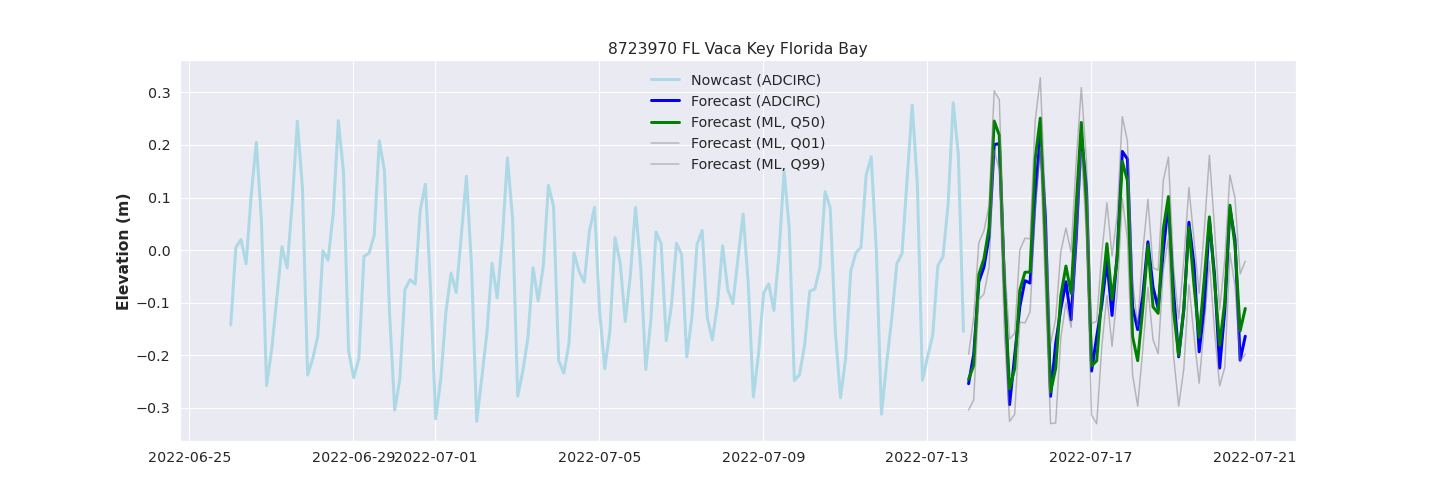 8723970 FL Vaca Key Florida Bay
Nowcast (ADCIRC)
Forecast (ADCIRC)
Forecast (ML, Q50)
Forecast (ML, Q01)
Forecast (ML, Q99)
Elevation (m)
0.3
0.2
0.1
0.0
−0.1
−0.2
−0.3
2022-06-25 2022-06-29 2022-07-01 2022-07-05 2022-07-09 2022-07-13 2022-07-17 2022-07-21